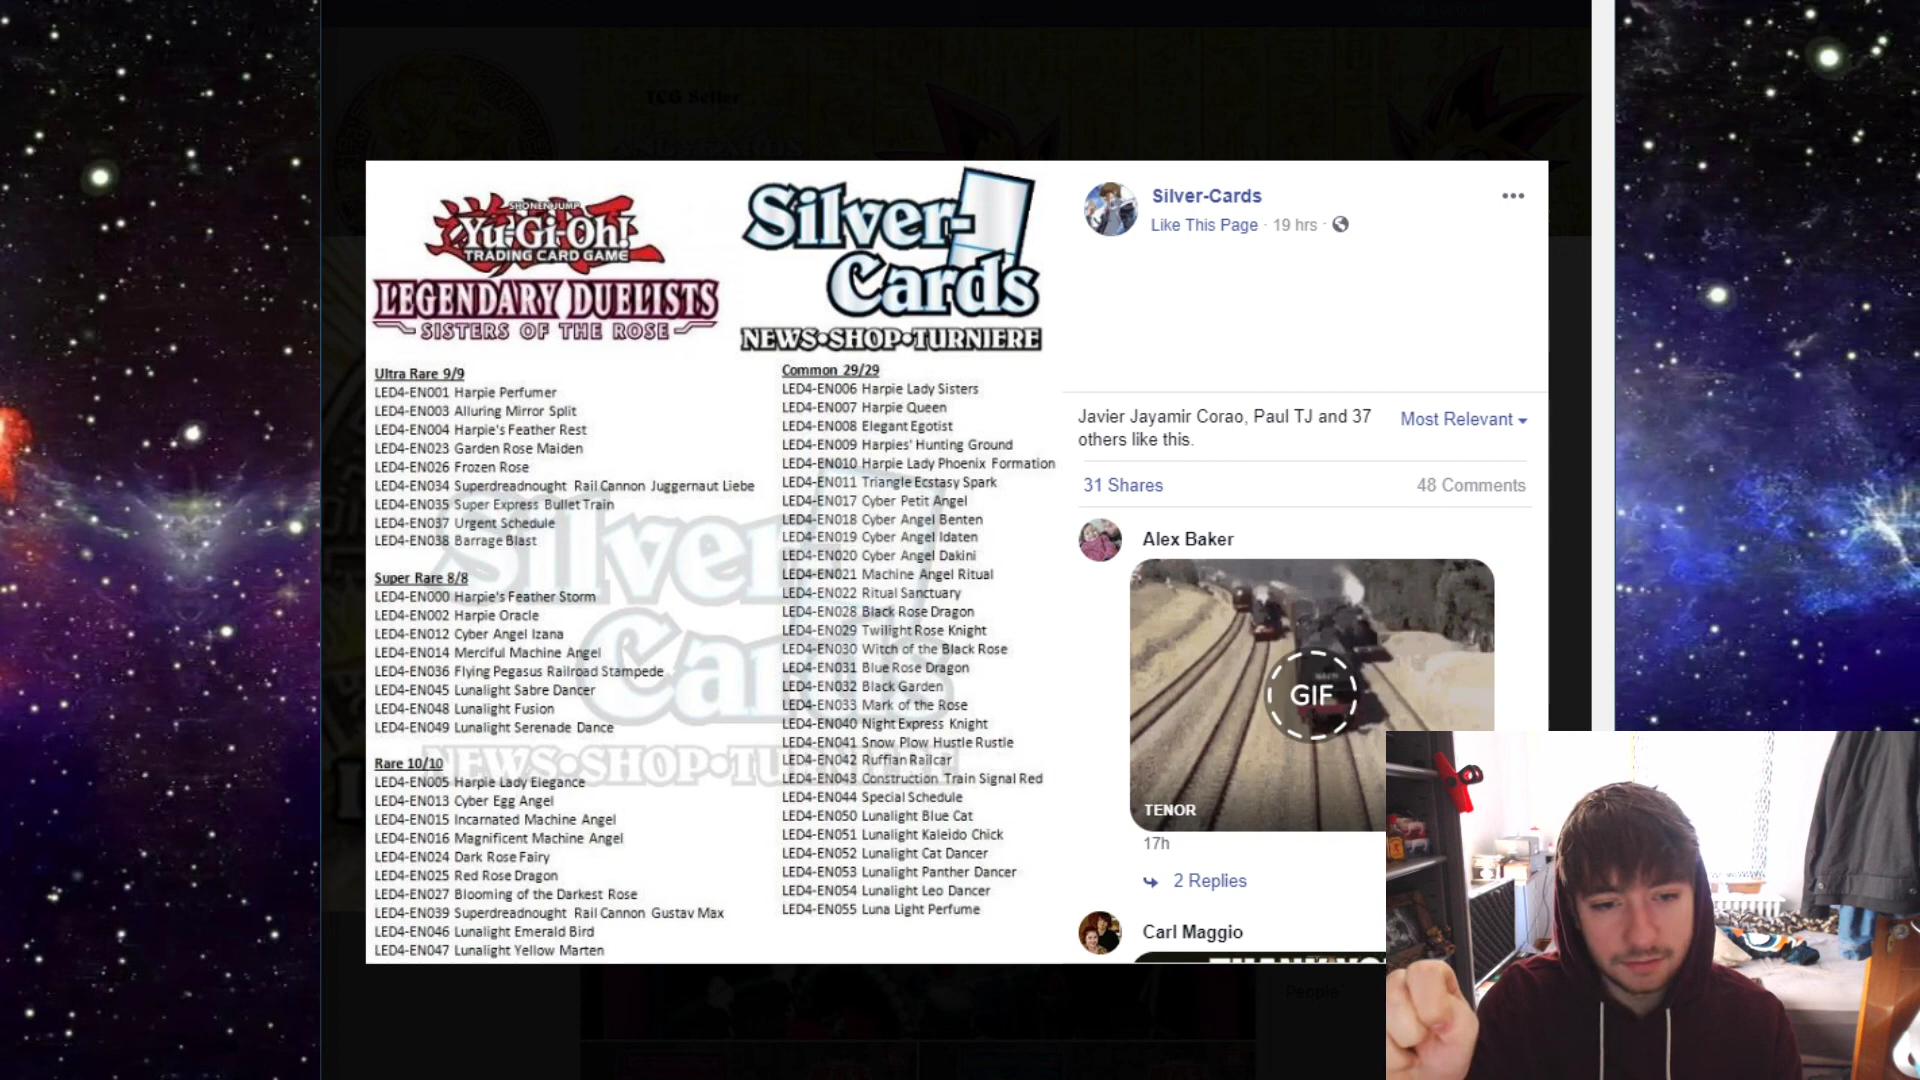 TCG Seller
SHONEN JUMP
Yu-Gi-Oh!
TRADING CARD GAME
LEGENDARY DUELISTS
SISTERS OF THE ROSE
Silver-
Cards
NEWS•SHOP•TURNIERE
Ultra Rare 9/9
LED4-EN001 Harpie Perfumer
LED4-EN003 Alluring Mirror Split
LED4-EN004 Harpie's Feather Rest
LED4-EN023 Garden Rose Maiden
LED4-EN026 Frozen Rose
LED4-EN034 Superdreadnought Rail Cannon Juggernaut Liebe
LED4-EN035 Super Express Bullet Train
LED4-EN037 Urgent Schedule
LED4-EN038 Barrage Blast
Super Rare 8/8
LED4-EN000 Harpie's Feather Storm
LED4-EN002 Harpie Oracle
LED4-EN012 Cyber Angel Izana
LED4-EN014 Merciful Machine Angel
LED4-EN036 Flying Pegasus Railroad Stampede
LED4-EN045 Lunalight Sabre Dancer
LED4-EN048 Lunalight Fusion
LED4-EN049 Lunalight Serenade Dance
Rare 10/10
LED4-EN005 Harpie Lady Elegance
LED4-EN013 Cyber Egg Angel
LED4-EN015 Incarnated Machine Angel
LED4-EN016 Magnificent Machine Angel
LED4-EN024 Dark Rose Fairy
LED4-EN025 Red Rose Dragon
LED4-EN027 Blooming of the Darkest Rose
LED4-EN039 Superdreadnought Rail Cannon Gustav Max
LED4-EN046 Lunalight Emerald Bird
LED4-EN047 Lunalight Yellow Marten
Common 29/29
LED4-EN006 Harpie Lady Sisters
LED4-EN007 Harpie Queen
LED4-EN008 Elegant Egotist
LED4-EN009 Harpies' Hunting Ground
LED4-EN010 Harpie Lady Phoenix Formation
LED4-EN011 Triangle Ecstasy Spark
LED4-EN017 Cyber Petit Angel
LED4-EN018 Cyber Angel Benten
LED4-EN019 Cyber Angel Idaten
LED4-EN020 Cyber Angel Dakini
LED4-EN021 Machine Angel Ritual
LED4-EN022 Ritual Sanctuary
LED4-EN028 Black Rose Dragon
LED4-EN029 Twilight Rose Knight
LED4-EN030 Witch of the Black Rose
LED4-EN031 Blue Rose Dragon
LED4-EN032 Black Garden
LED4-EN033 Mark of the Rose
LED4-EN040 Night Express Knight
LED4-EN041 Snow Plow Hustle Rustle
LED4-EN042 Ruffian Railcar
LED4-EN043 Construction Train Signal Red
LED4-EN044 Special Schedule
LED4-EN050 Lunalight Blue Cat
LED4-EN051 Lunalight Kaleido Chick
LED4-EN052 Lunalight Cat Dancer
LED4-EN053 Lunalight Panther Dancer
LED4-EN054 Lunalight Leo Dancer
LED4-EN055 Luna Light Perfume
Silver
Cards
NEWS•SHOP•TU
Silver-Cards
Like This Page · 19 hrs ·
Javier Jayamir Corao, Paul TJ and 37
others like this.
Most Relevant
31 Shares
48 Comments
Alex Baker
GIF
TENOR
17h
2 Replies
Carl Maggio
People